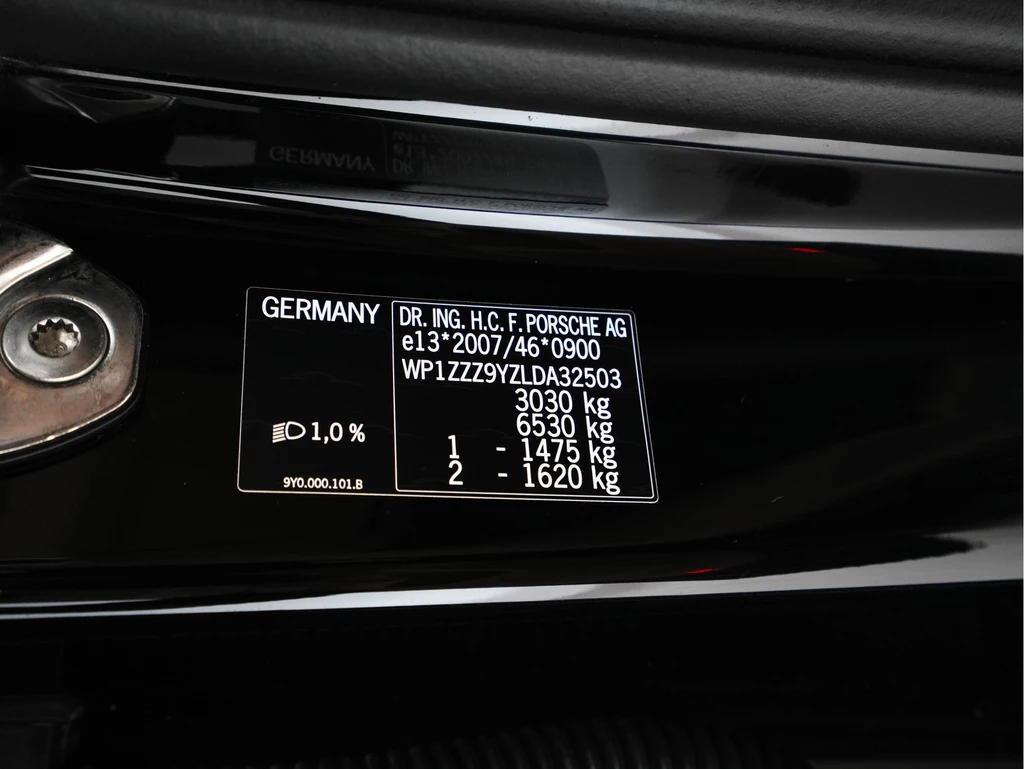 GERMANY
1,0 %
9Y0.000.101.B
DR. ING. H.C. F. PORSCHE AG
e13*2007/46*0900
WP1ZZZ9YZLDA32503
3030 kg
6530 kg
1 - 1475 kg
2 - 1620 kg